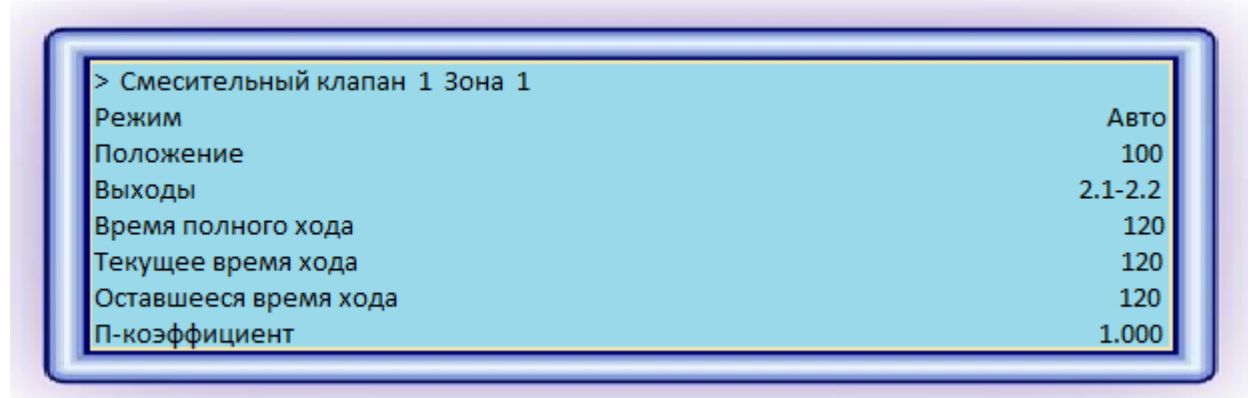 > Смесительный клапан 1 Зона 1
Режим Авто
Положение 100
Выходы 2.1-2.2
Время полного хода 120
Текущее время хода 120
Оставшееся время хода 120
П-коэффициент 1.000